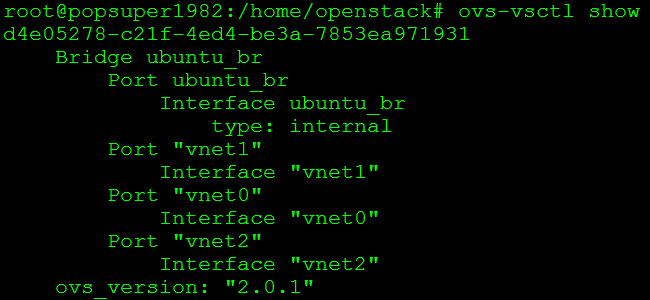 root@popsuper1982:/home/openstack# ovs-vsctl show
d4e05278-c21f-4ed4-be3a-7853ea971931
    Bridge ubuntu_br
        Port ubuntu_br
            Interface ubuntu_br
                type: internal
        Port "vnet1"
            Interface "vnet1"
        Port "vnet0"
            Interface "vnet0"
        Port "vnet2"
            Interface "vnet2"
    ovs_version: "2.0.1"